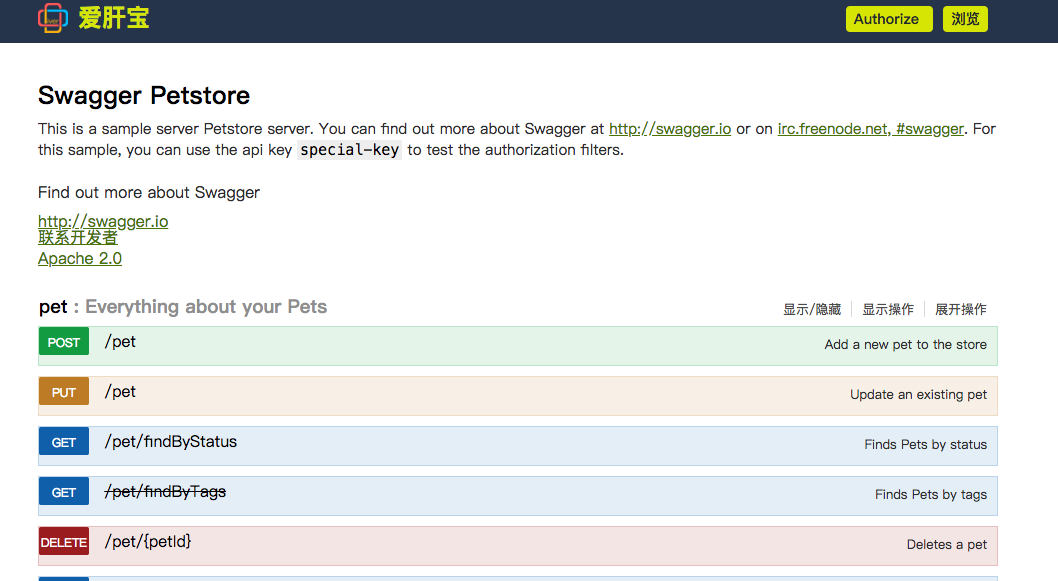 liver 爱肝宝 Authorize 浏览
Swagger Petstore
This is a sample server Petstore server. You can find out more about Swagger at http://swagger.io or on irc.freenode.net, #swagger. For
this sample, you can use the api key special-key to test the authorization filters.
Find out more about Swagger
http://swagger.io
联系开发者
Apache 2.0
pet : Everything about your Pets 显示/隐藏 显示操作 展开操作
POST /pet Add a new pet to the store
PUT /pet Update an existing pet
GET /pet/findByStatus Finds Pets by status
GET /pet/findByTags Finds Pets by tags
DELETE /pet/{petId} Deletes a pet